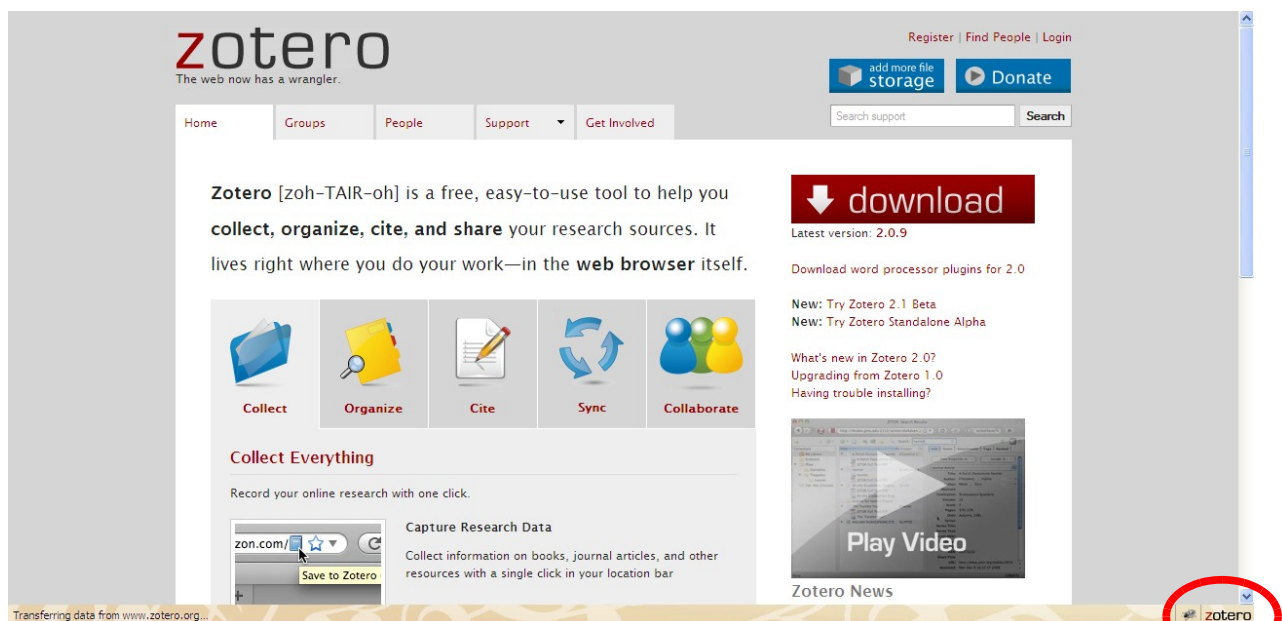 zotero
The web now has a wrangler.
Register | Find People | Login
add more file
storage
Donate
Home
Groups
People
Support
Get Involved
Search support
Search
Zotero [zoh-TAIR-oh] is a free, easy-to-use tool to help you
collect, organize, cite, and share your research sources. It
lives right where you do your work—in the web browser itself.
download
Latest version: 2.0.9
Download word processor plugins for 2.0
New: Try Zotero 2.1 Beta
New: Try Zotero Standalone Alpha
What's new in Zotero 2.0?
Upgrading from Zotero 1.0
Having trouble installing?
Collect
Organize
Cite
Sync
Collaborate
Collect Everything
Record your online research with one click.
zon.com/
Save to Zotero
Capture Research Data
Collect information on books, journal articles, and other
resources with a single click in your location bar
Play Video
Zotero News
Transferring data from www.zotero.org...
zotero